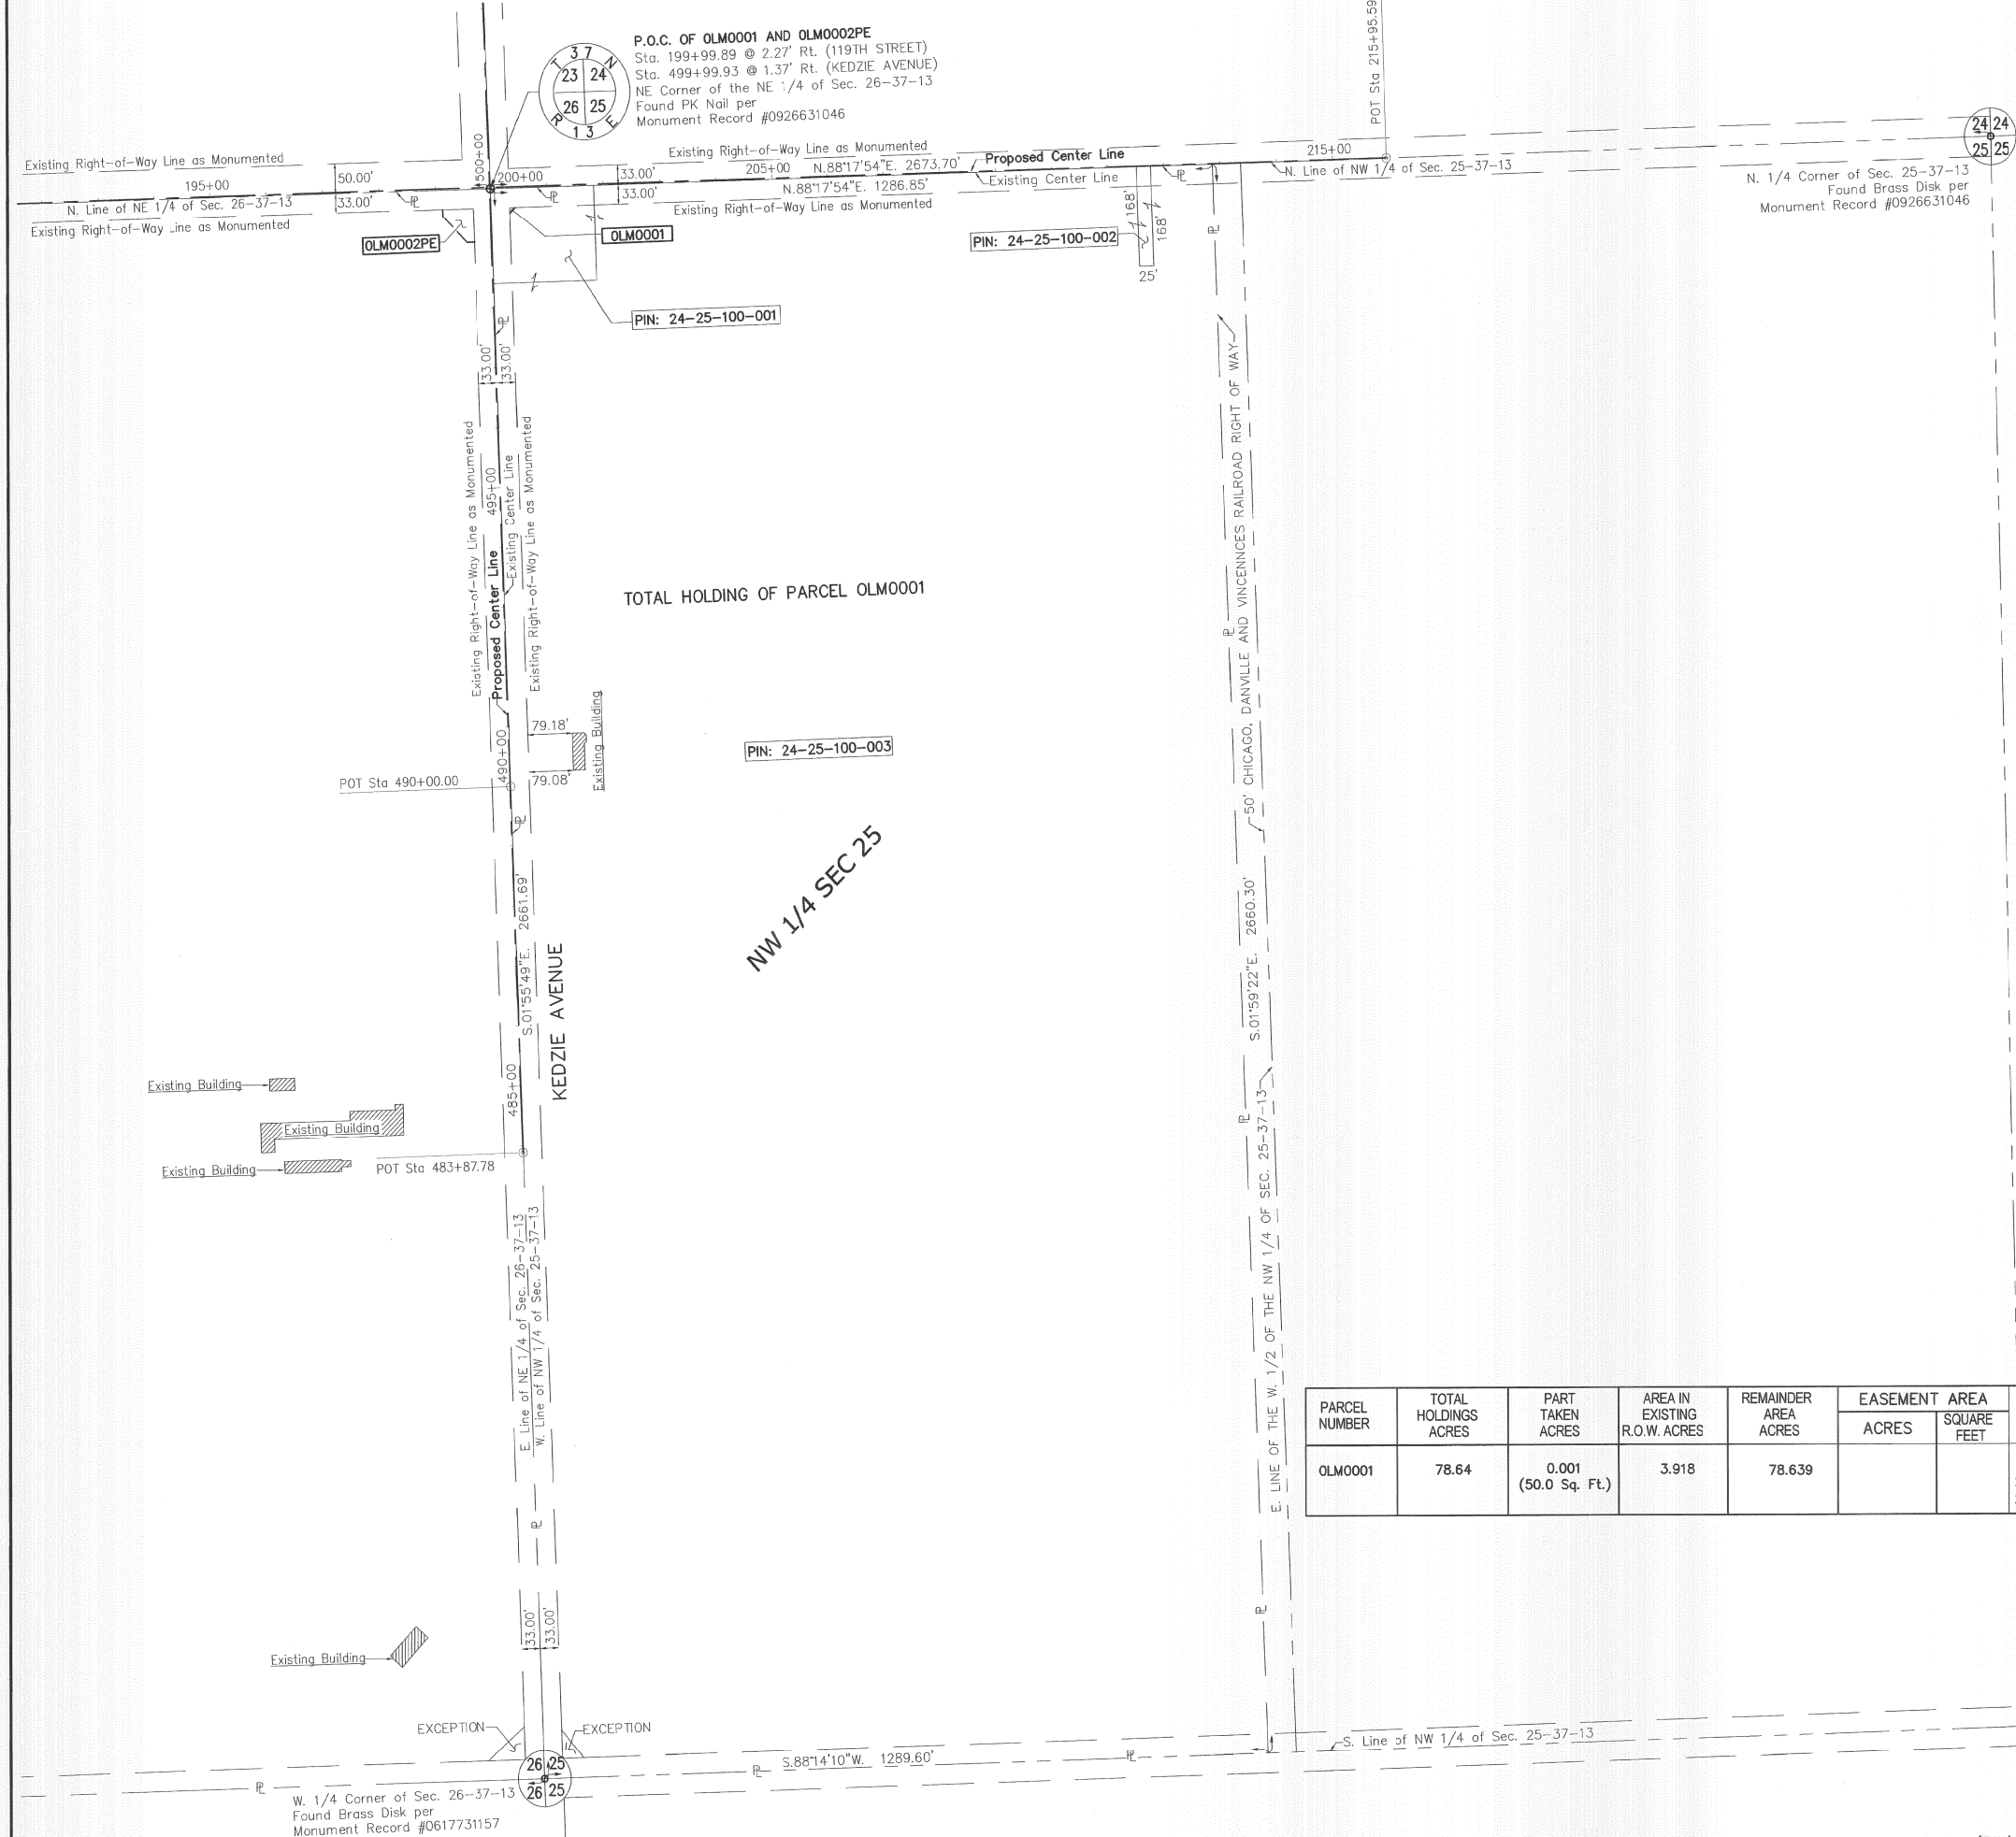 P.O.C. OF 0LM0001 AND 0LM0002PE
Sta. 199+99.89 @ 2.27' Rt. (119TH STREET)
Sta. 499+99.93 @ 1.37' Rt. (KEDZIE AVENUE)
NE Corner of the NE 1/4 of Sec. 26-37-13
Found PK Nail per
Monument Record #0926631046
T 37 N
23 24
26 25
R 13 E
POT Sta 215+95.59
24 24
25 25
N. 1/4 Corner of Sec. 25-37-13
Found Brass Disk per
Monument Record #0926631046
Existing Right-of-Way Line as Monumented
195+00
50.00'
33.00'
N. Line of NE 1/4 of Sec. 26-37-13
Existing Right-of-Way Line as Monumented
500+00
200+00
33.00'
33.00'
Existing Right-of-Way Line as Monumented
205+00
N.88°17'54"E. 2673.70'
Proposed Center Line
N.88°17'54"E. 1286.85'
Existing Center Line
Existing Right-of-Way Line as Monumented
215+00
N. Line of NW 1/4 of Sec. 25-37-13
0LM0002PE
0LM0001
PIN: 24-25-100-002
168'
168'
25'
PIN: 24-25-100-001
33.00'
33.00'
Existing Right-of-Way Line as Monumented
495+00
Proposed Center Line
Existing Center Line
Existing Right-of-Way Line as Monumented
TOTAL HOLDING OF PARCEL 0LM0001
PIN: 24-25-100-003
79.18'
79.08'
Existing Building
490+00
POT Sta 490+00.00
NW 1/4 SEC 25
S.01°55'49"E. 2661.69'
KEDZIE AVENUE
485+00
50' CHICAGO, DANVILLE AND VINCENNCES RAILROAD RIGHT OF WAY
S.01°59'22"E. 2660.30'
E. LINE OF THE W. 1/2 OF THE NW 1/4 OF SEC. 25-37-13
Existing Building
Existing Building
Existing Building
POT Sta 483+87.78
E. Line of NE 1/4 of Sec. 26-37-13
W. Line of NW 1/4 of Sec. 25-37-13
PARCEL NUMBER
TOTAL HOLDINGS ACRES
PART TAKEN ACRES
AREA IN EXISTING R.O.W. ACRES
REMAINDER AREA ACRES
EASEMENT AREA
ACRES
SQUARE FEET
0LM0001 78.64 0.001 3.918 78.639
(50.0 Sq. Ft.)
33.00'
33.00'
Existing Building
EXCEPTION
EXCEPTION
26 25
26 25
S.88°14'10"W. 1289.60'
S. Line of NW 1/4 of Sec. 25-37-13
W. 1/4 Corner of Sec. 26-37-13
Found Brass Disk per
Monument Record #0617731157